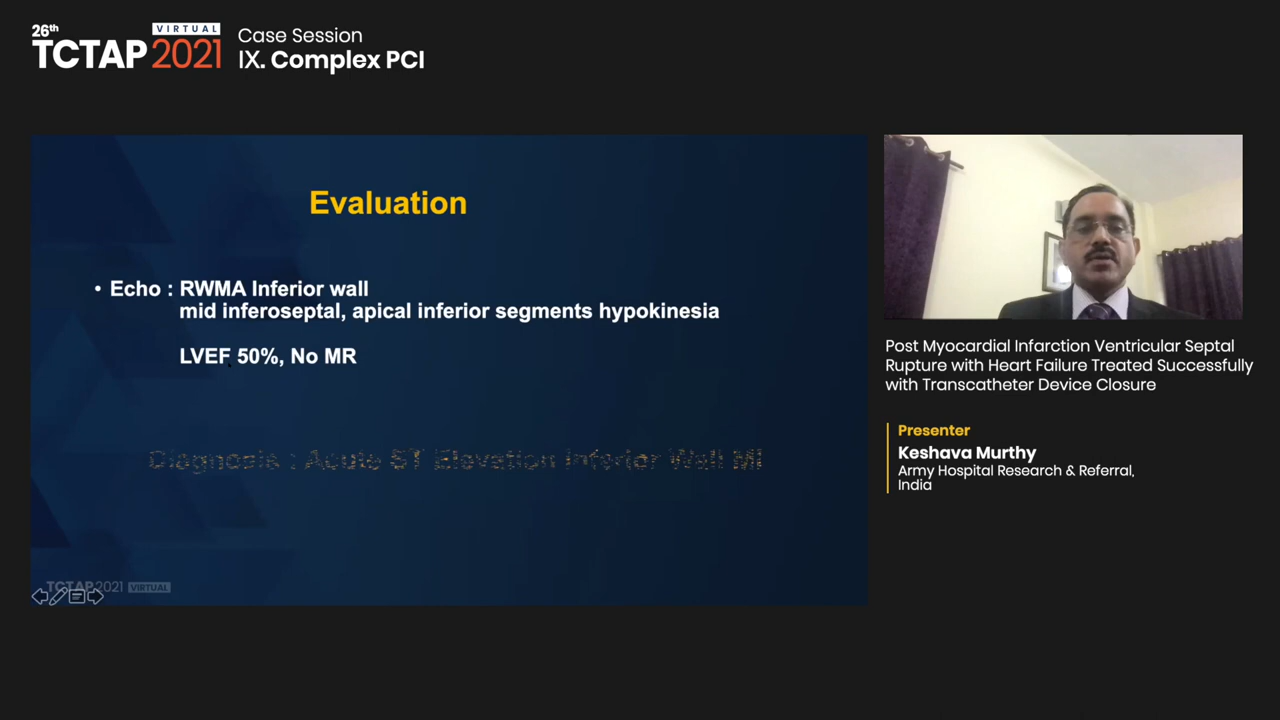 26th
TCTAP VIRTUAL 2021
Case Session
IX. Complex PCI
Evaluation
• Echo : RWMA Inferior wall
mid inferoseptal, apical inferior segments hypokinesia
LVEF 50%, No MR
Diagnosis : Acute ST Elevation Inferior Wall MI
TCTAP2021 VIRTUAL
Post Myocardial Infarction Ventricular Septal
Rupture with Heart Failure Treated Successfully
with Transcatheter Device Closure
Presenter
Keshava Murthy
Army Hospital Research & Referral,
India